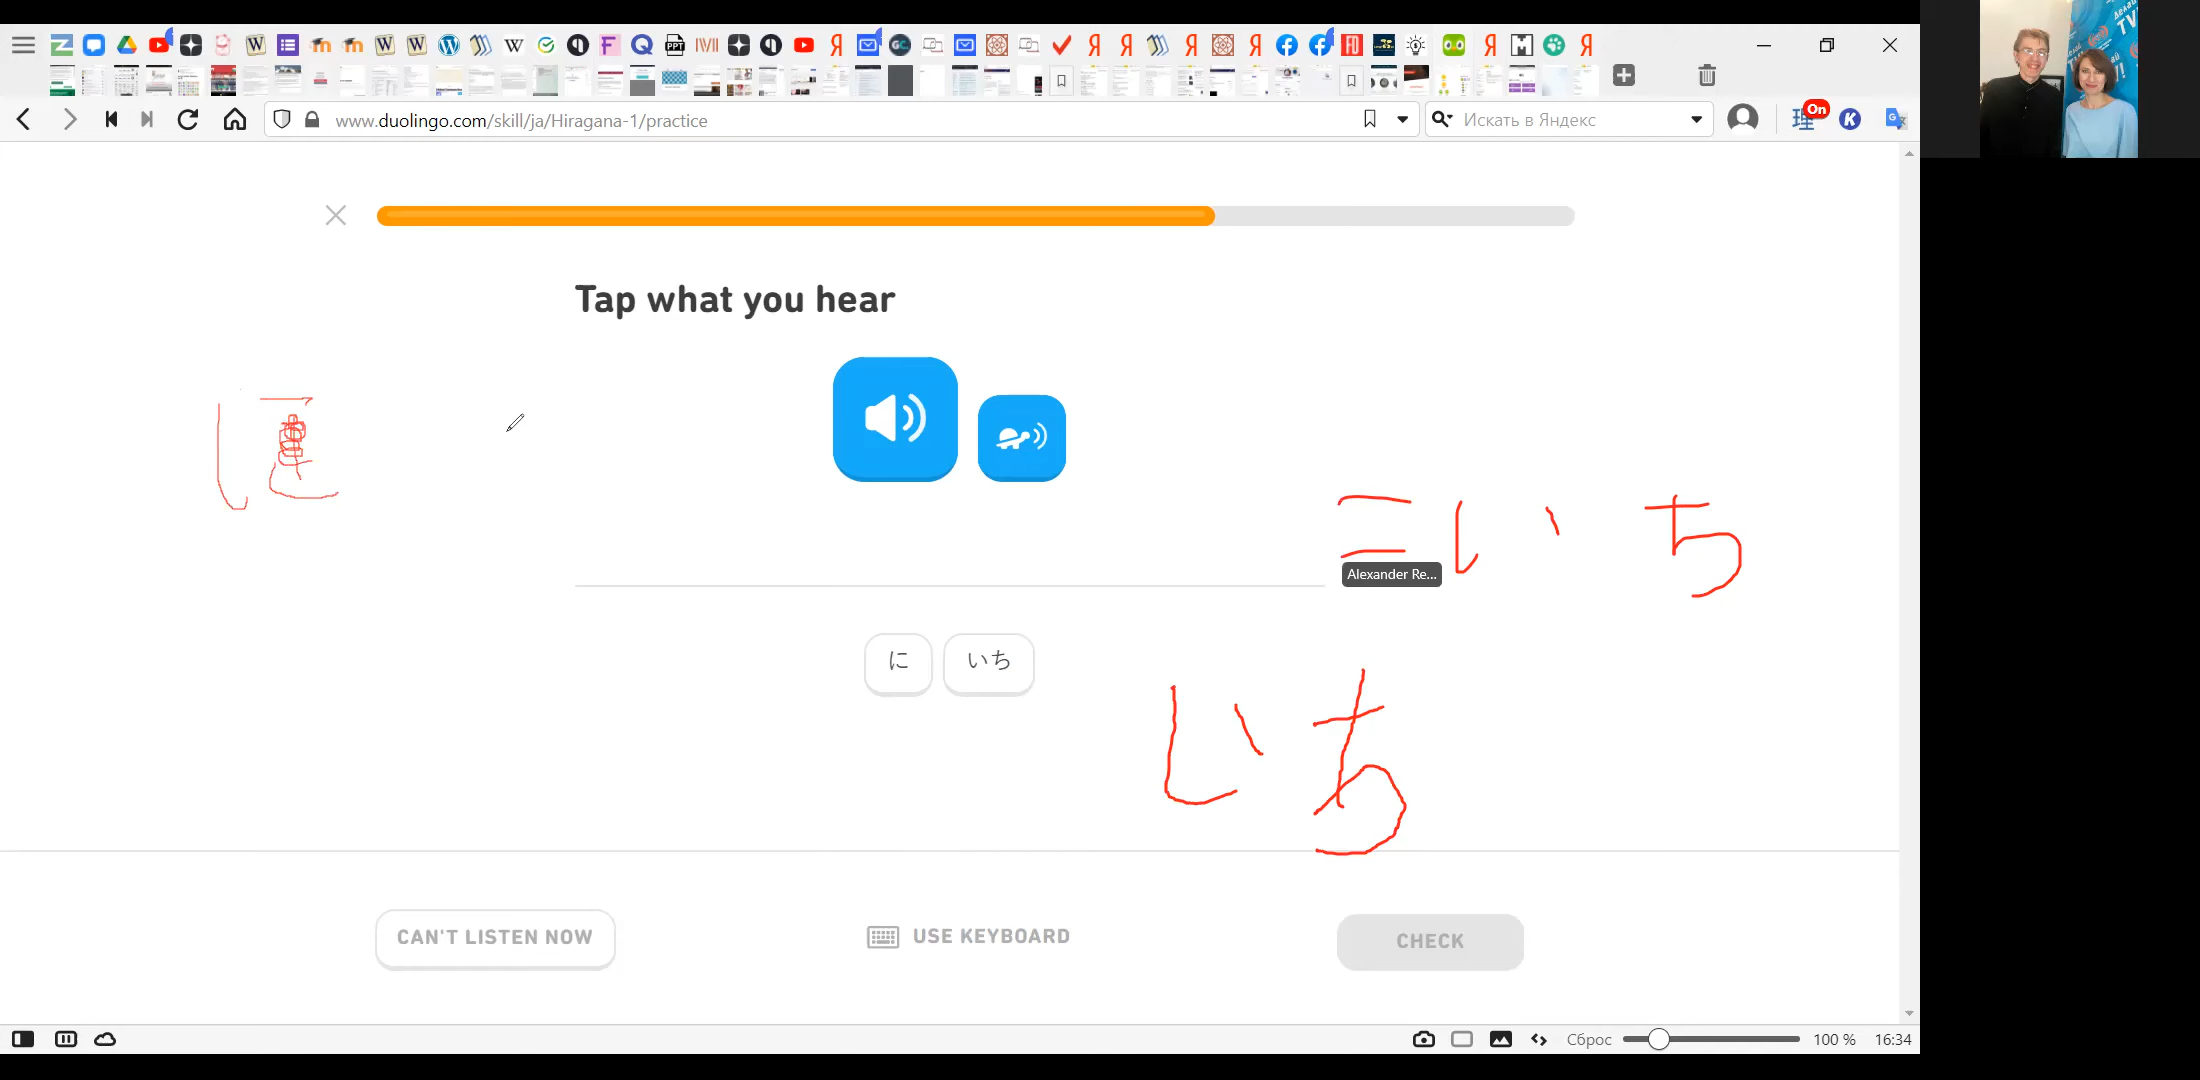 www.duolingo.com/skill/ja/Hiragana-1/practice
Искать в Яндекс
On
Tap what you hear
Alexander Re...
いち
に いち
いち
CAN'T LISTEN NOW
USE KEYBOARD
CHECK
Сброс
100 %
16:34